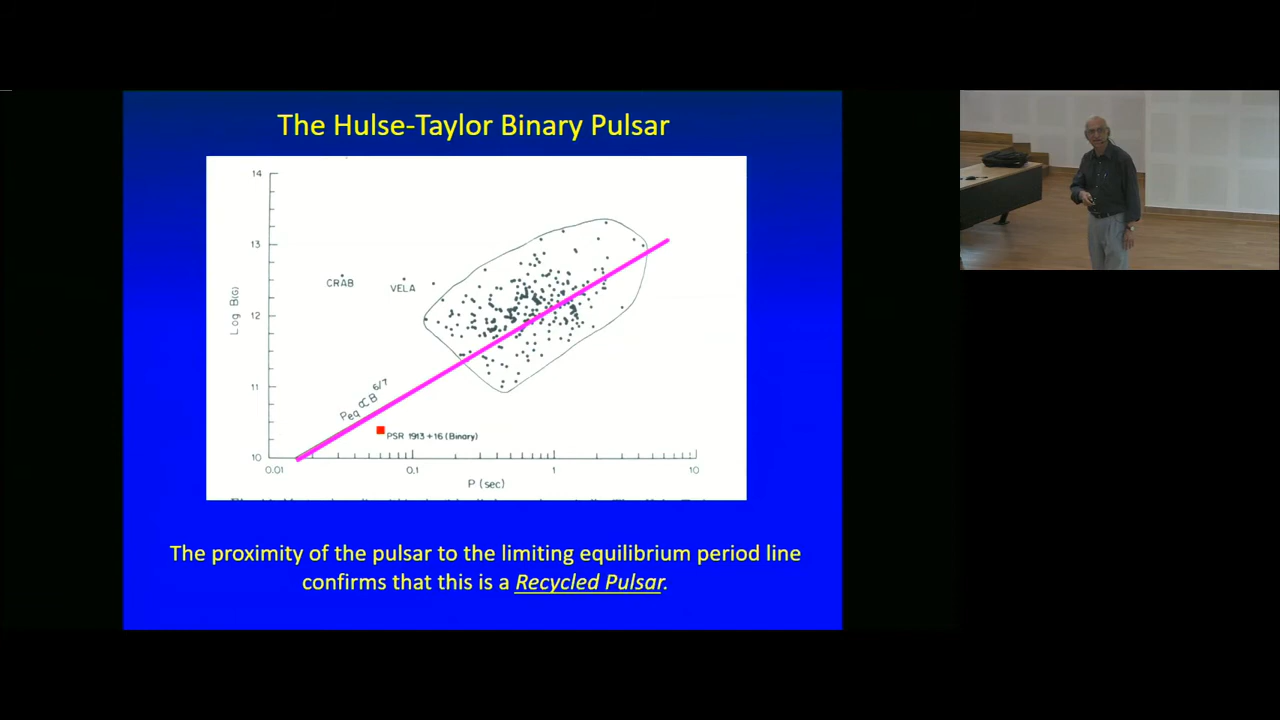 The Hulse-Taylor Binary Pulsar
14
13
12
11
10
Log B(G)
CRAB
VELA
Peq ∝ B^6/7
PSR 1913+16 (Binary)
0.01
0.1
1
10
P (sec)
The proximity of the pulsar to the limiting equilibrium period line
confirms that this is a Recycled Pulsar.